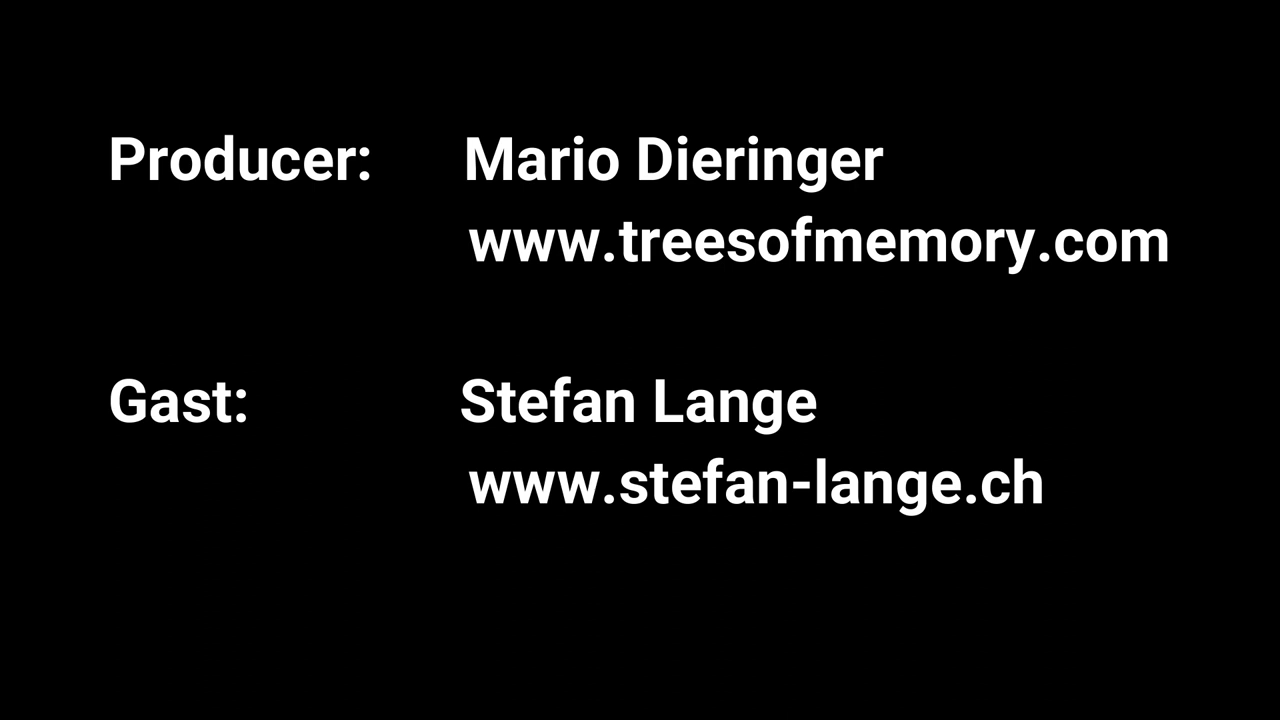 Producer: Mario Dieringer
www.treesofmemory.com
Gast: Stefan Lange
www.stefan-lange.ch